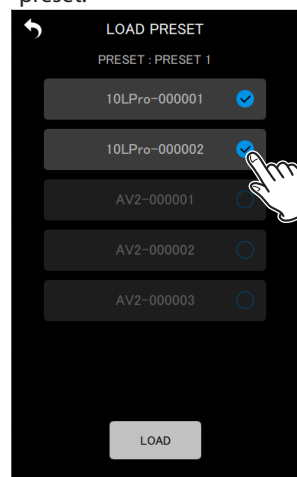 preset.
LOAD PRESET
PRESET : PRESET 1
10LPro-000001
10LPro-000002
AV2-000001
AV2-000002
AV2-000003
LOAD